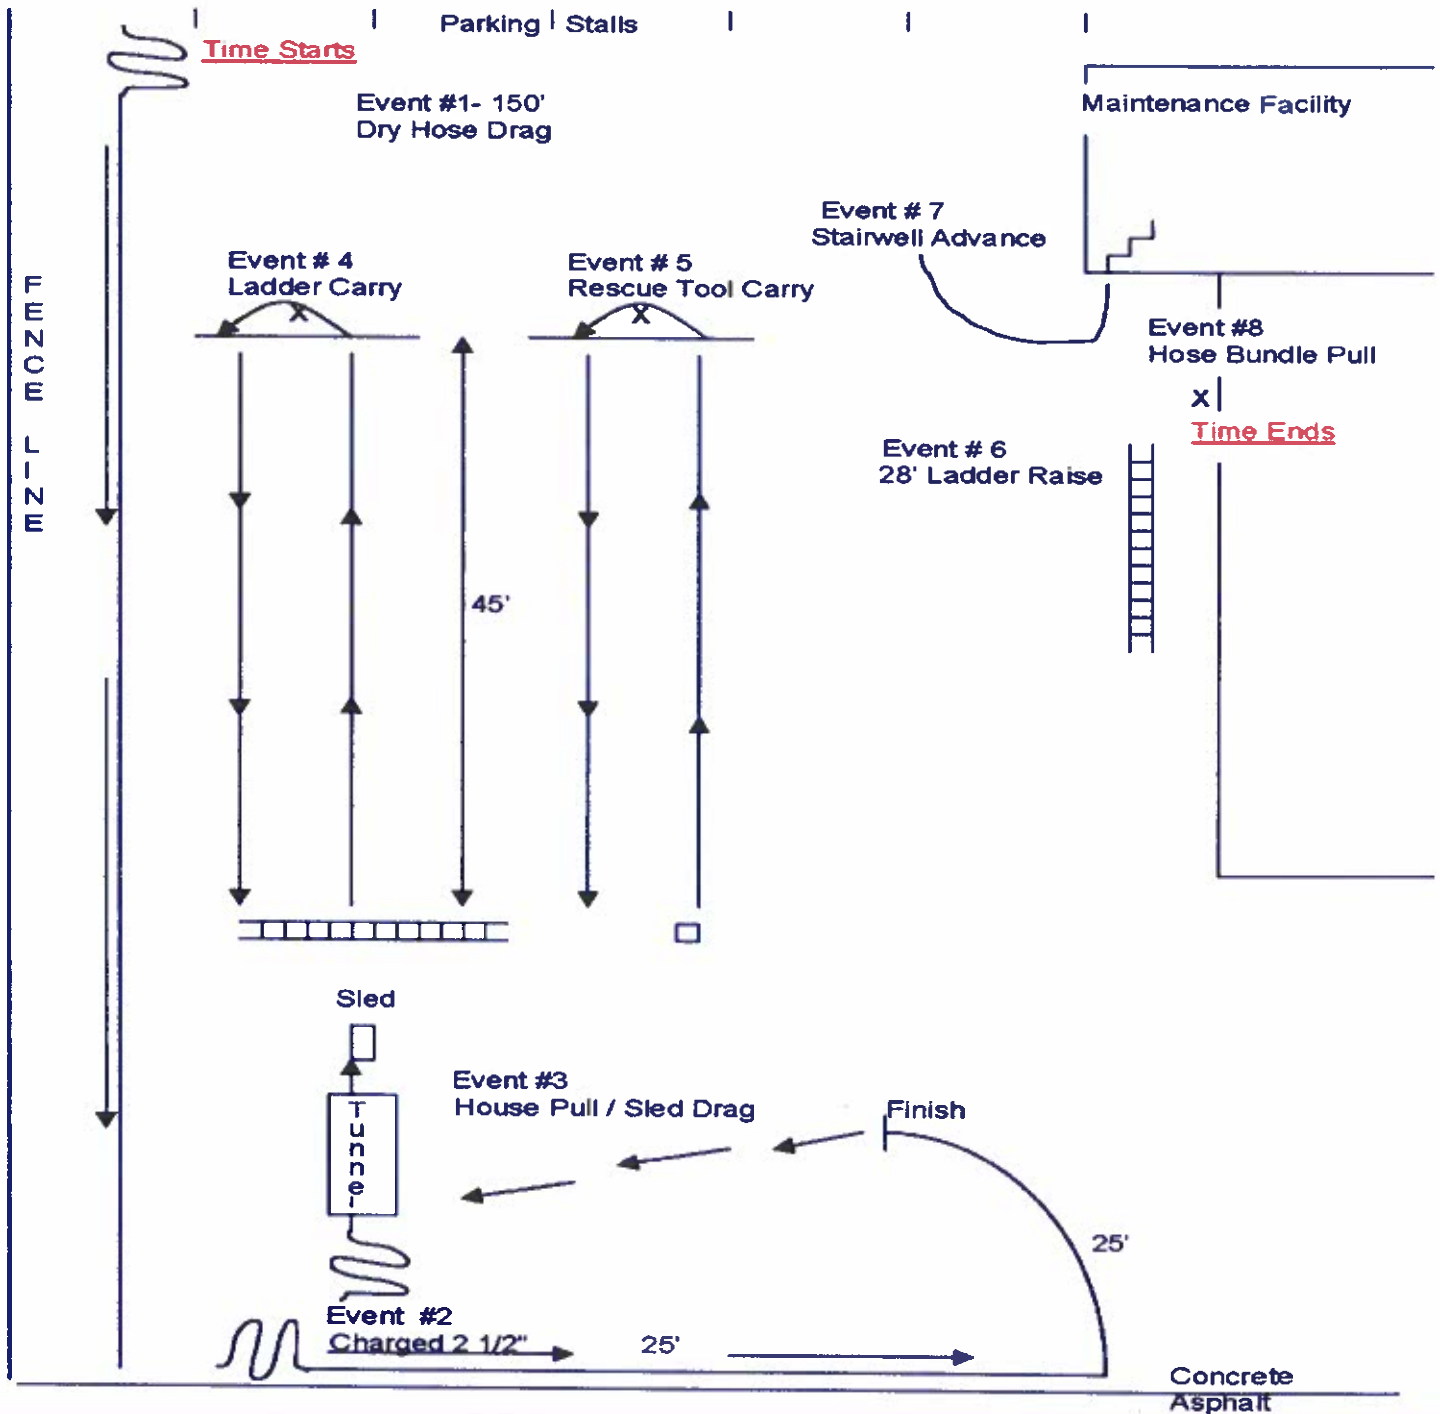 Parking Stalls
Time Starts
Event #1- 150'
Dry Hose Drag
Maintenance Facility
Event # 7
Stairwell Advance
Event # 4
Ladder Carry
X
Event # 5
Rescue Tool Carry
X
FENCE LINE
Event #8
Hose Bundle Pull
X
Time Ends
Event # 6
28' Ladder Raise
45'
Sled
Tunnel
Event #3
House Pull / Sled Drag
Finish
25'
Event #2
Charged 2 1/2"
25'
Concrete
Asphalt